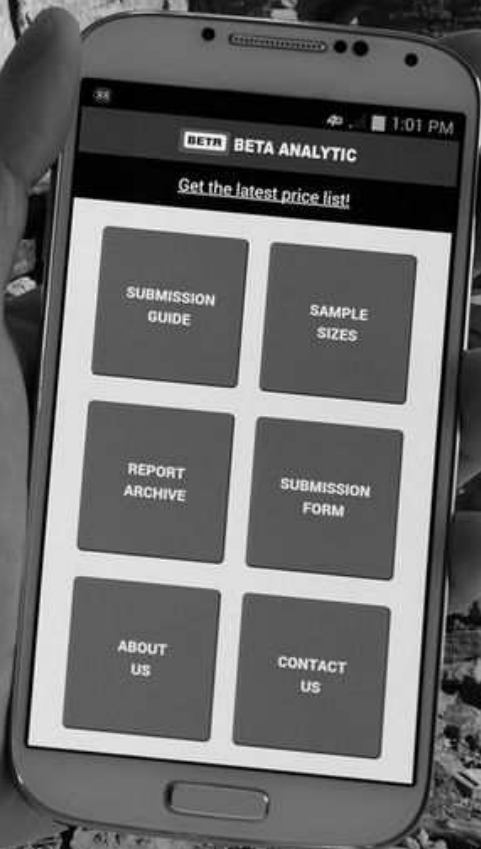 1:01 PM
BETA BETA ANALYTIC
Get the latest price list!
SUBMISSION
GUIDE
SAMPLE
SIZES
REPORT
ARCHIVE
SUBMISSION
FORM
ABOUT
US
CONTACT
US